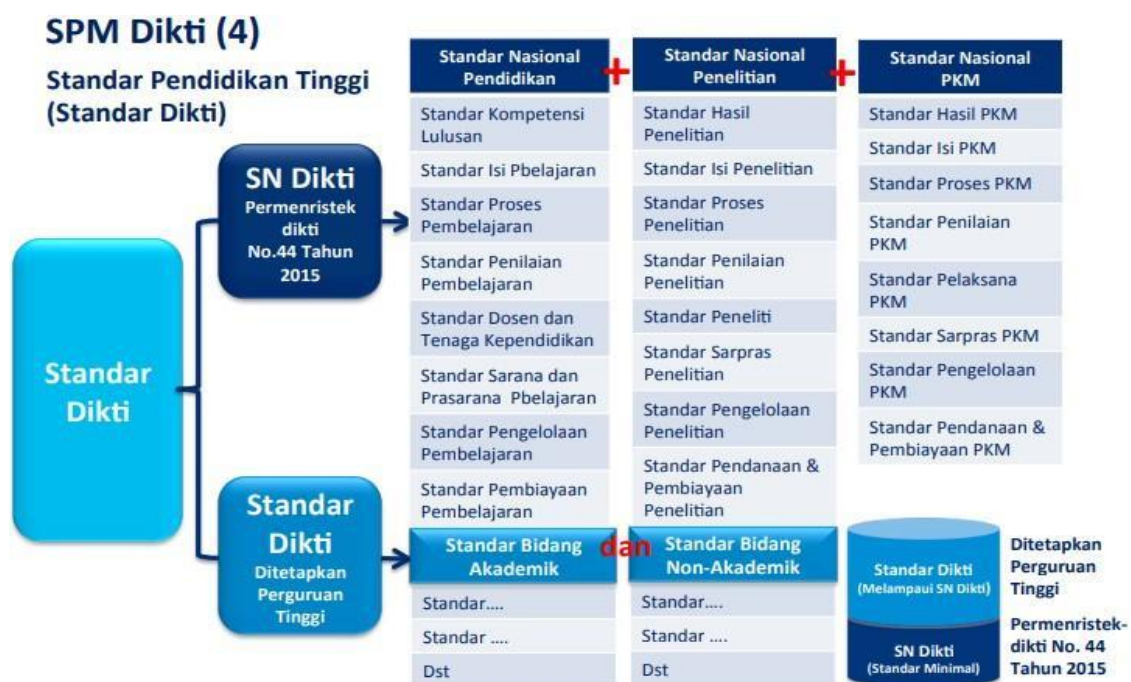 SPM Dikti (4)
Standar Pendidikan Tinggi
(Standar Dikti)
Standar
Dikti
SN Dikti
Permenristek
dikti
No.44 Tahun
2015
Standar
Dikti
Ditetapkan
Perguruan
Tinggi
Standar Nasional
Pendidikan
Standar Kompetensi
Lulusan
Standar Isi Pbelajaran
Standar Proses
Pembelajaran
Standar Penilaian
Pembelajaran
Standar Dosen dan
Tenaga Kependidikan
Standar Sarana dan
Prasarana Pbelajaran
Standar Pengelolaan
Pembelajaran
Standar Pembiayaan
Pembelajaran
+
Standar Nasional
Penelitian
Standar Hasil
Penelitian
Standar Isi Penelitian
Standar Proses
Penelitian
Standar Penilaian
Penelitian
Standar Peneliti
Standar Sarpras
Penelitian
Standar Pengelolaan
Penelitian
Standar Pendanaan &
Pembiayaan
Penelitian
+
Standar Nasional
PKM
Standar Hasil PKM
Standar Isi PKM
Standar Proses PKM
Standar Penilaian
PKM
Standar Pelaksana
PKM
Standar Sarpras PKM
Standar Pengelolaan
PKM
Standar Pendanaan &
Pembiayaan PKM
Standar Bidang
Akademik
Standar....
Standar ....
Dst
dan
Standar Bidang
Non-Akademik
Standar....
Standar ....
Dst
Standar Dikti
(Melampaui SN Dikti)
SN Dikti
(Standar Minimal)
Ditetapkan
Perguruan
Tinggi
Permenristek-
dikti No. 44
Tahun 2015